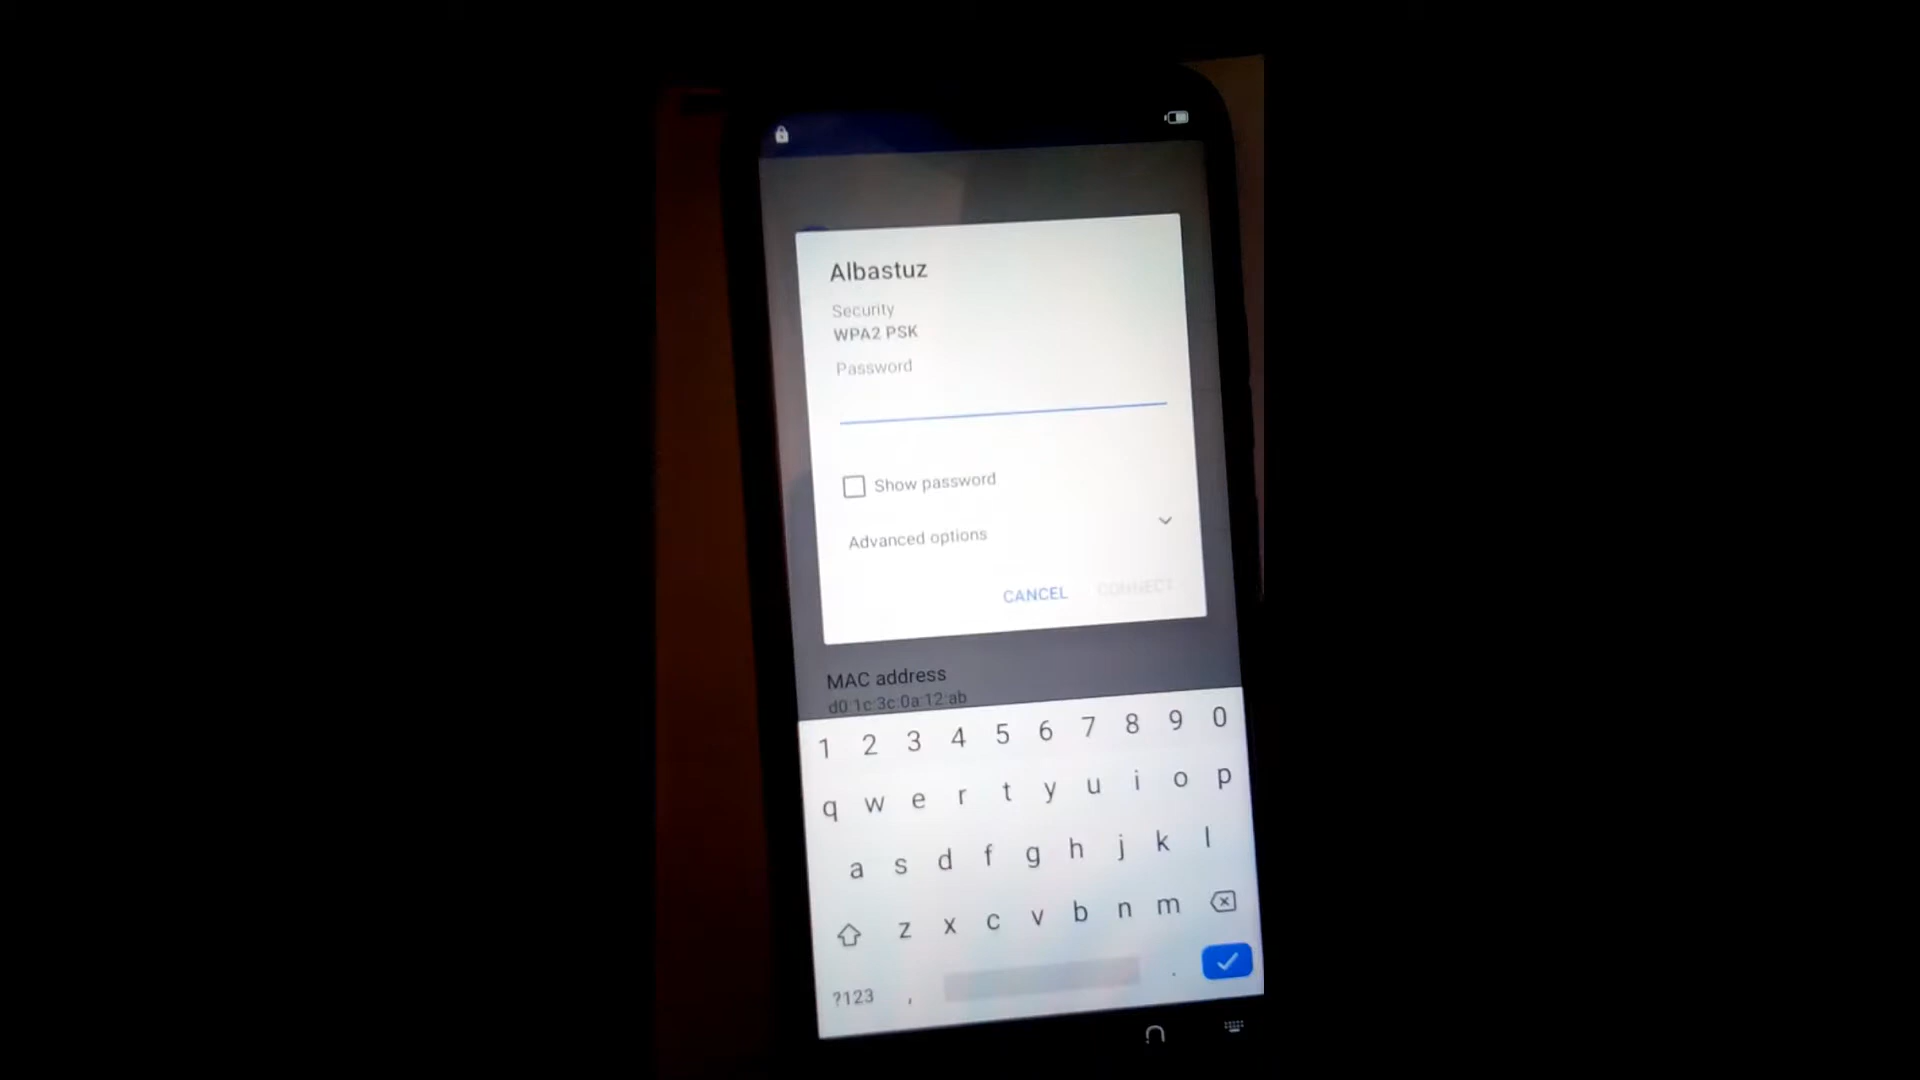 Albastuz
Security
WPA2 PSK
Password
Show password
Advanced options
CANCEL CONNECT
MAC address
d0:1c:3c:0a:12:ab
1 2 3 4 5 6 7 8 9 0
q w e r t y u i o p
a s d f g h j k l
z x c v b n m
?123 , .